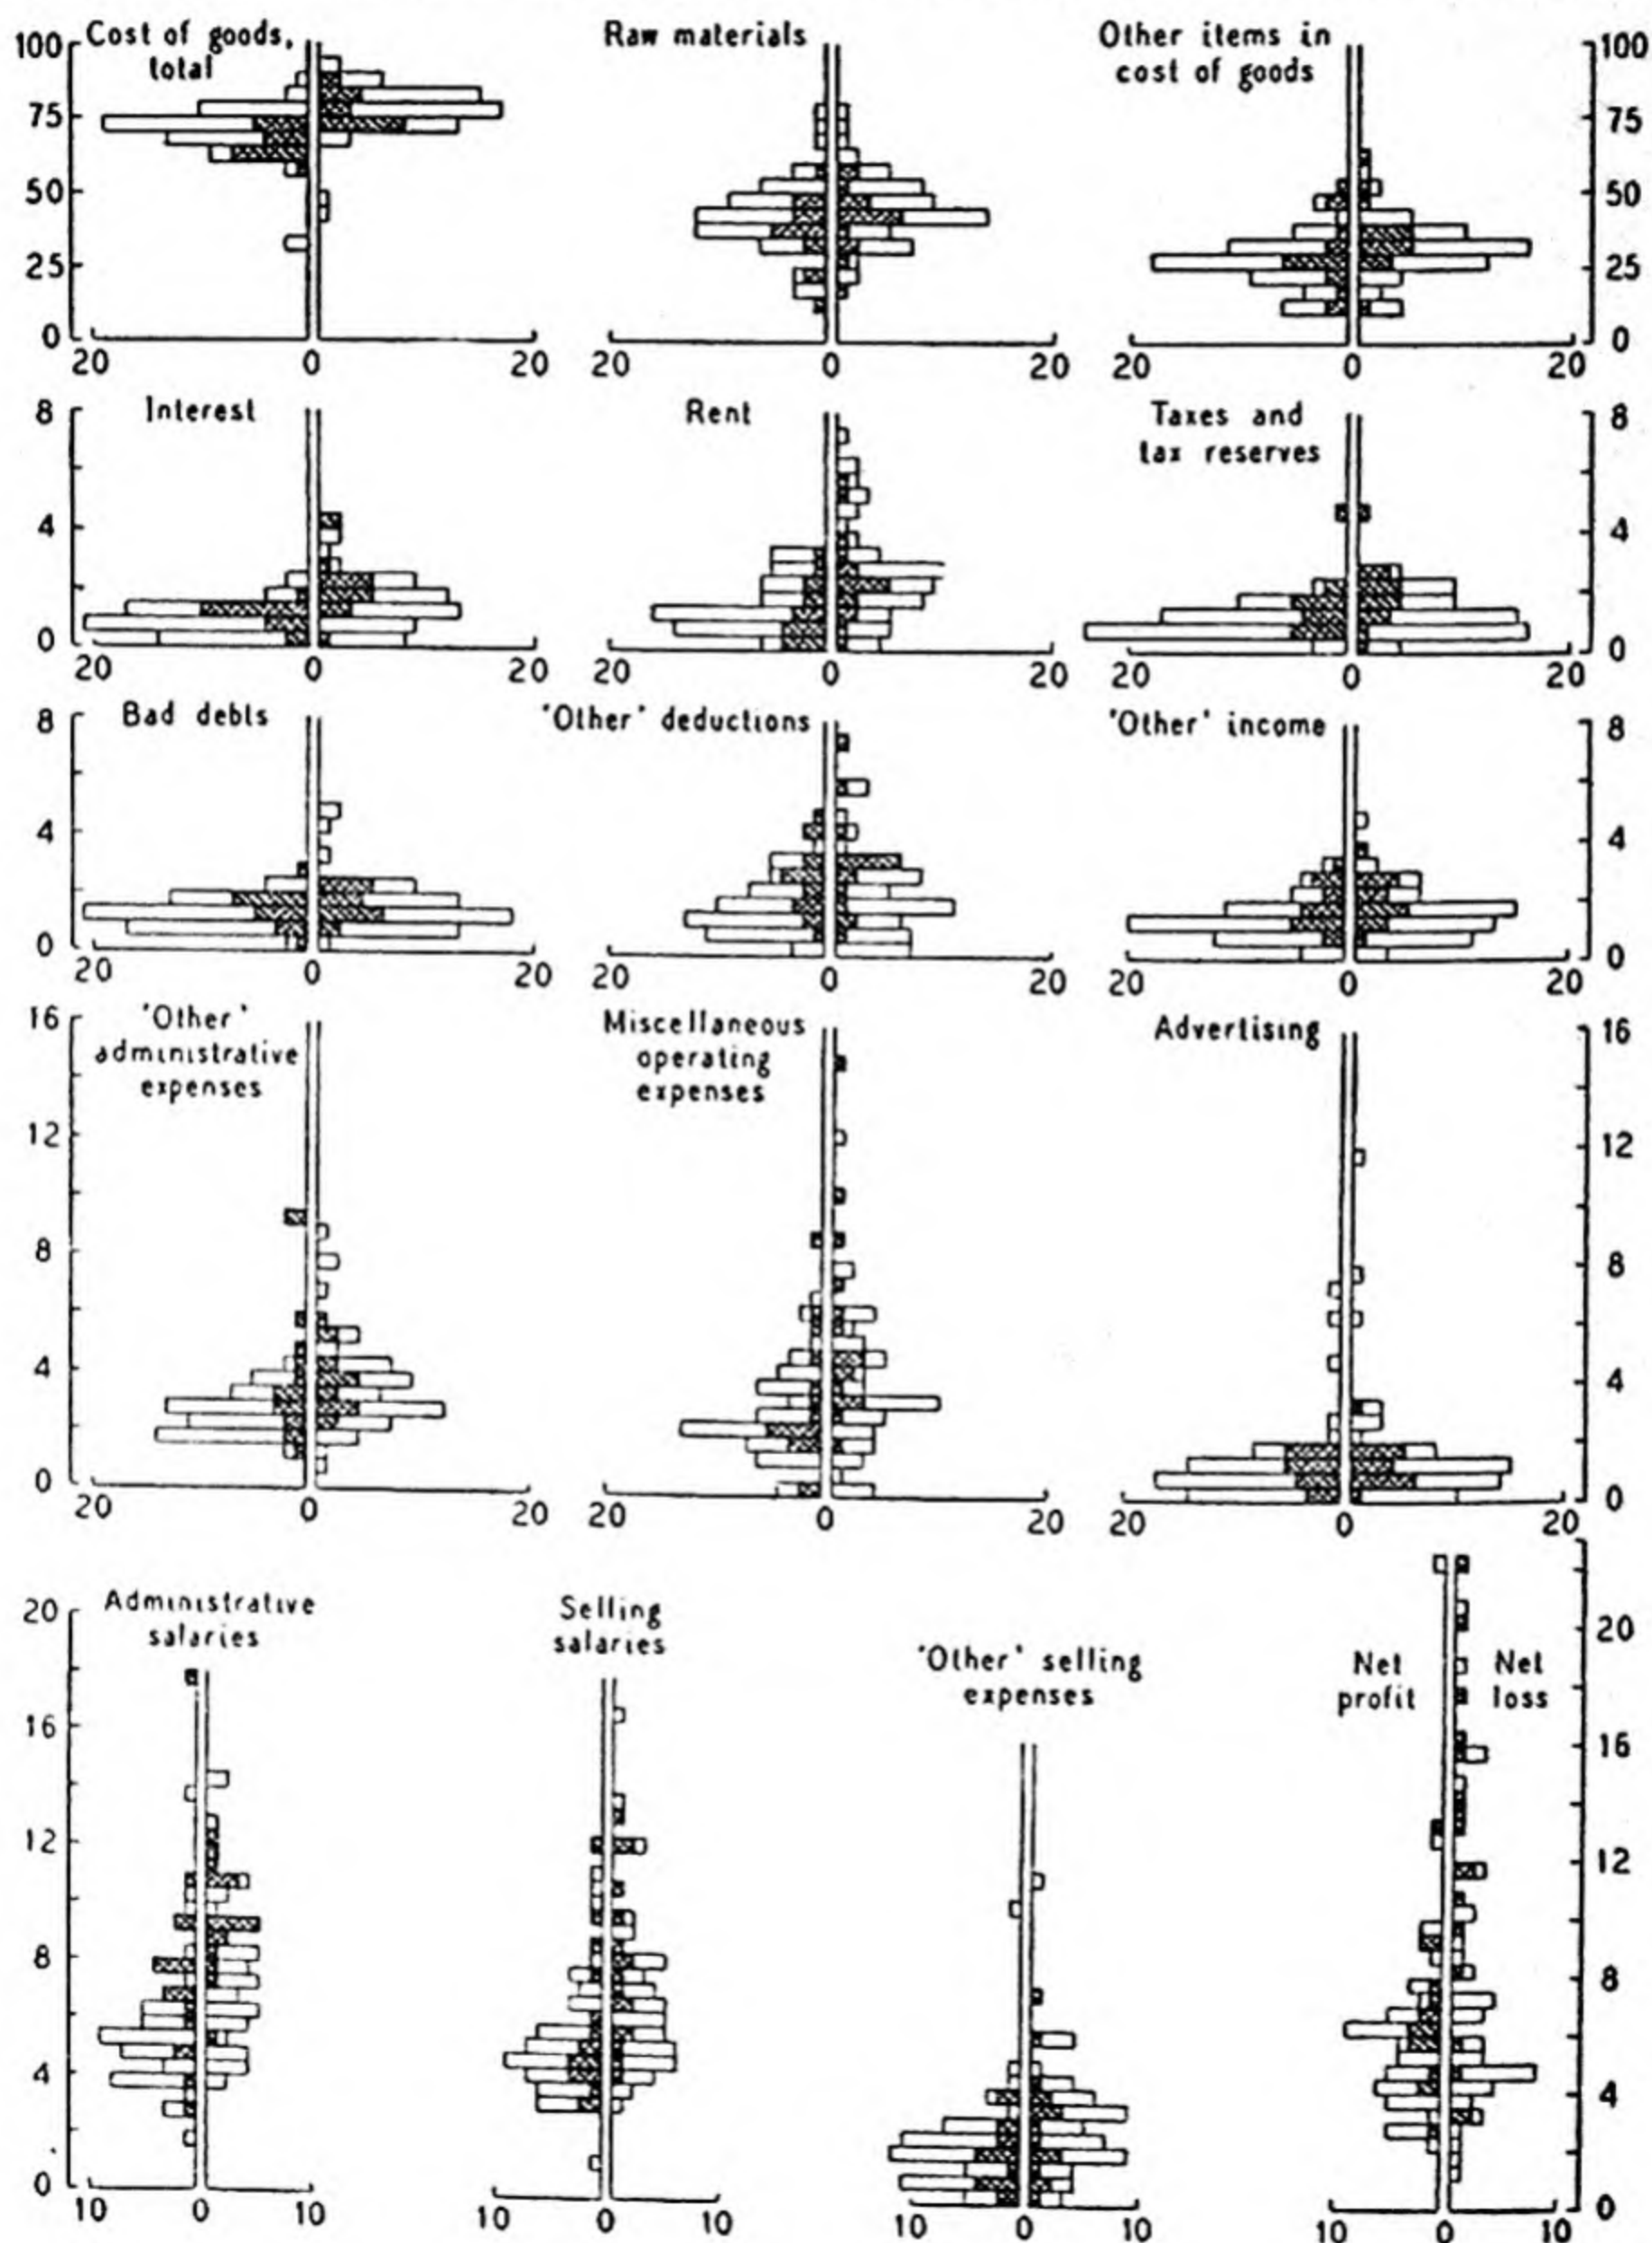 100 Cost of goods, total
Raw materials
Other items in cost of goods 100
75 75
50 50
25 25
0 0
20 0 20 20 0 20 20 0 20
8 Interest
Rent
Taxes and tax reserves 8
4 4
0 0
20 0 20 20 0 20 20 0 20
8 Bad debts
'Other' deductions
'Other' income 8
4 4
0 0
20 0 20 20 0 20 20 0 20
16 'Other' administrative expenses
Miscellaneous operating expenses
Advertising 16
12 12
8 8
4 4
0 0
20 0 20 20 0 20 20 0 20
20 Administrative salaries
Selling salaries
'Other' selling expenses
Net profit
Net loss
20
16 16
12 12
8 8
4 4
0 0
10 0 10 10 0 10 10 0 10 10 0 10